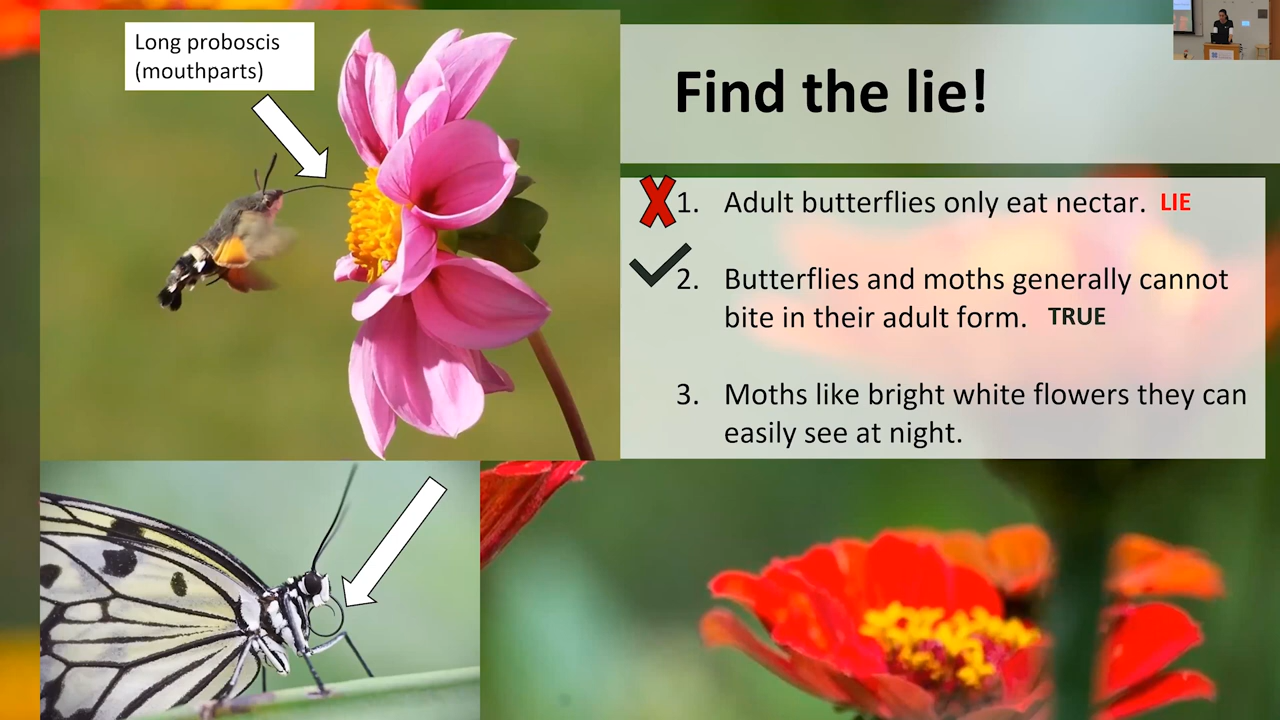 Long proboscis
(mouthparts)
Find the lie!
1. Adult butterflies only eat nectar. LIE
2. Butterflies and moths generally cannot
bite in their adult form. TRUE
3. Moths like bright white flowers they can
easily see at night.